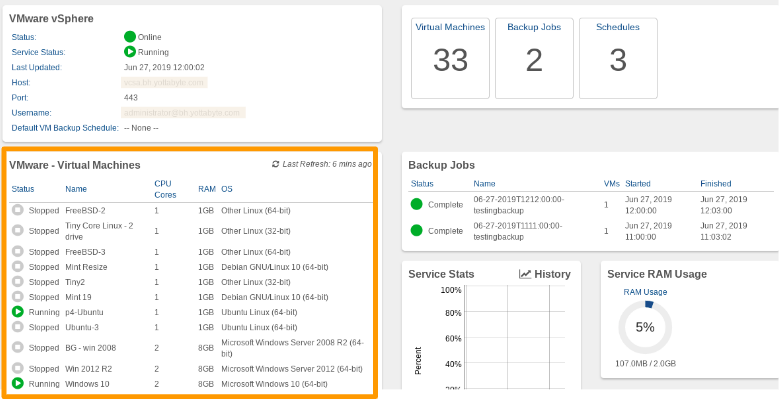 VMware vSphere
Status: Online
Service Status: Running
Last Updated: Jun 27, 2019 12:00:02
Host:
Port: 443
Username:
Default VM Backup Schedule: -- None --
Virtual Machines
33
Backup Jobs
2
Schedules
3
VMware - Virtual Machines
Last Refresh: 6 mins ago
Status Name CPU Cores RAM OS
Stopped FreeBSD-2 1 1GB Other Linux (64-bit)
Stopped Tiny Core Linux - 2 drive 1 1GB Other Linux (32-bit)
Stopped FreeBSD-3 1 1GB Other Linux (64-bit)
Stopped Mint Resize 1 1GB Debian GNU/Linux 10 (64-bit)
Stopped Tiny2 1 1GB Other Linux (32-bit)
Stopped Mint 19 1 1GB Debian GNU/Linux 10 (64-bit)
Running p4-Ubuntu 1 1GB Ubuntu Linux (64-bit)
Stopped Ubuntu-3 1 1GB Ubuntu Linux (64-bit)
Stopped BG - win 2008 2 8GB Microsoft Windows Server 2008 R2 (64-bit)
Stopped Win 2012 R2 2 8GB Microsoft Windows Server 2012 (64-bit)
Running Windows 10 2 8GB Microsoft Windows 10 (64-bit)
Backup Jobs
Status Name VMs Started Finished
Complete 06-27-2019T1212:00:00-testingbackup 1 Jun 27, 2019 12:00:00 Jun 27, 2019 12:03:00
Complete 06-27-2019T1111:00:00-testingbackup 1 Jun 27, 2019 11:00:00 Jun 27, 2019 11:03:02
Service Stats
History
100%
80%
60%
40%
20%
Percent
Service RAM Usage
RAM Usage
5%
107.0MB / 2.0GB